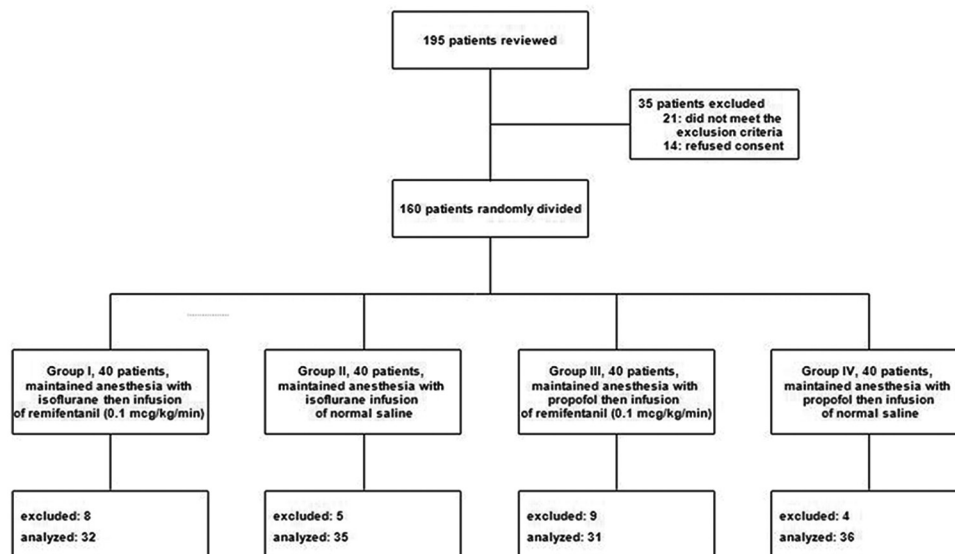 195 patients reviewed
35 patients excluded
21: did not meet the
exclusion criteria
14: refused consent
160 patients randomly divided
Group I, 40 patients,
maintained anesthesia with
isoflurane then infusion
of remifentanil (0.1 mcg/kg/min)
Group II, 40 patients,
maintained anesthesia with
isoflurane infusion
of normal saline
Group III, 40 patients,
maintained anesthesia with
propofol then infusion
of remifentanil (0.1 mcg/kg/min)
Group IV, 40 patients,
maintained anesthesia with
propofol then infusion
of normal saline
excluded: 8
analyzed: 32
excluded: 5
analyzed: 35
excluded: 9
analyzed: 31
excluded: 4
analyzed: 36